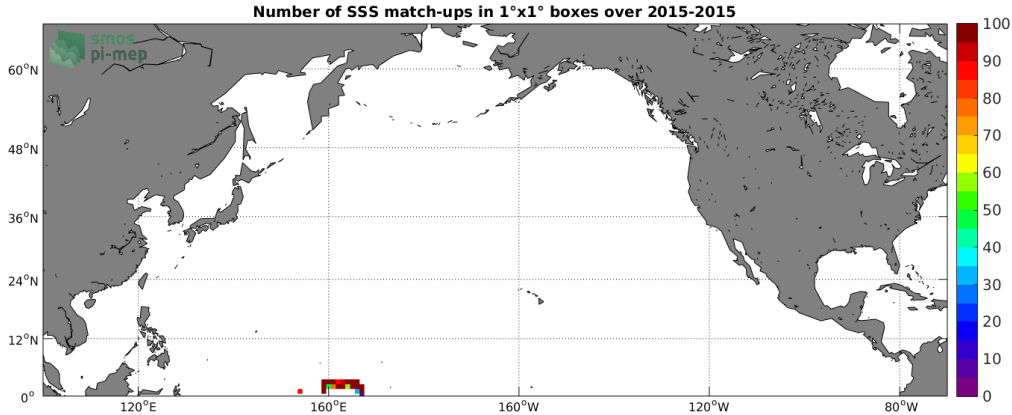 Number of SSS match-ups in 1°x1° boxes over 2015-2015
smos
pi-mep
60°N
48°N
36°N
24°N
12°N
0°
120°E
160°E
160°W
120°W
80°W
100
90
80
70
60
50
40
30
20
10
0